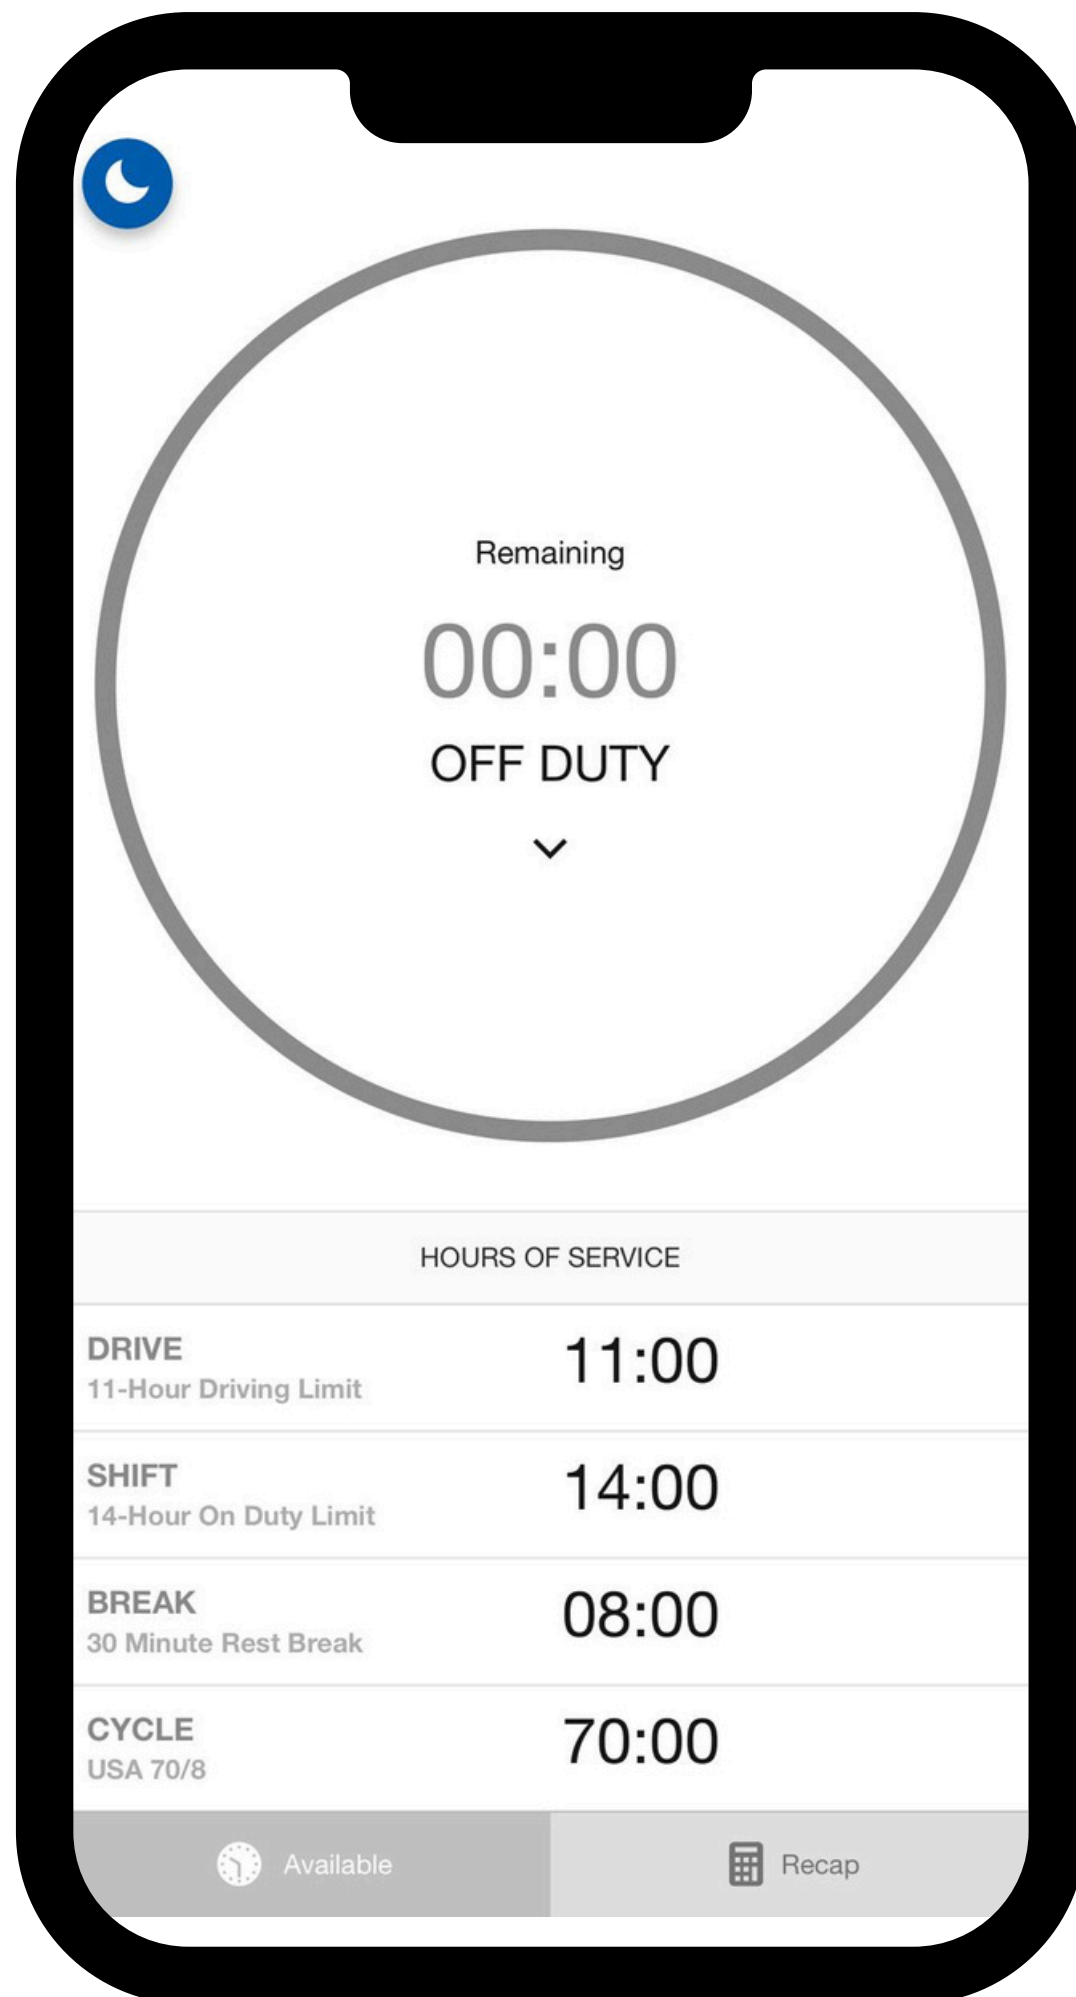 Remaining
00:00
OFF DUTY
HOURS OF SERVICE
DRIVE
11-Hour Driving Limit
11:00
SHIFT
14-Hour On Duty Limit
14:00
BREAK
30 Minute Rest Break
08:00
CYCLE
USA 70/8
70:00
Available
Recap